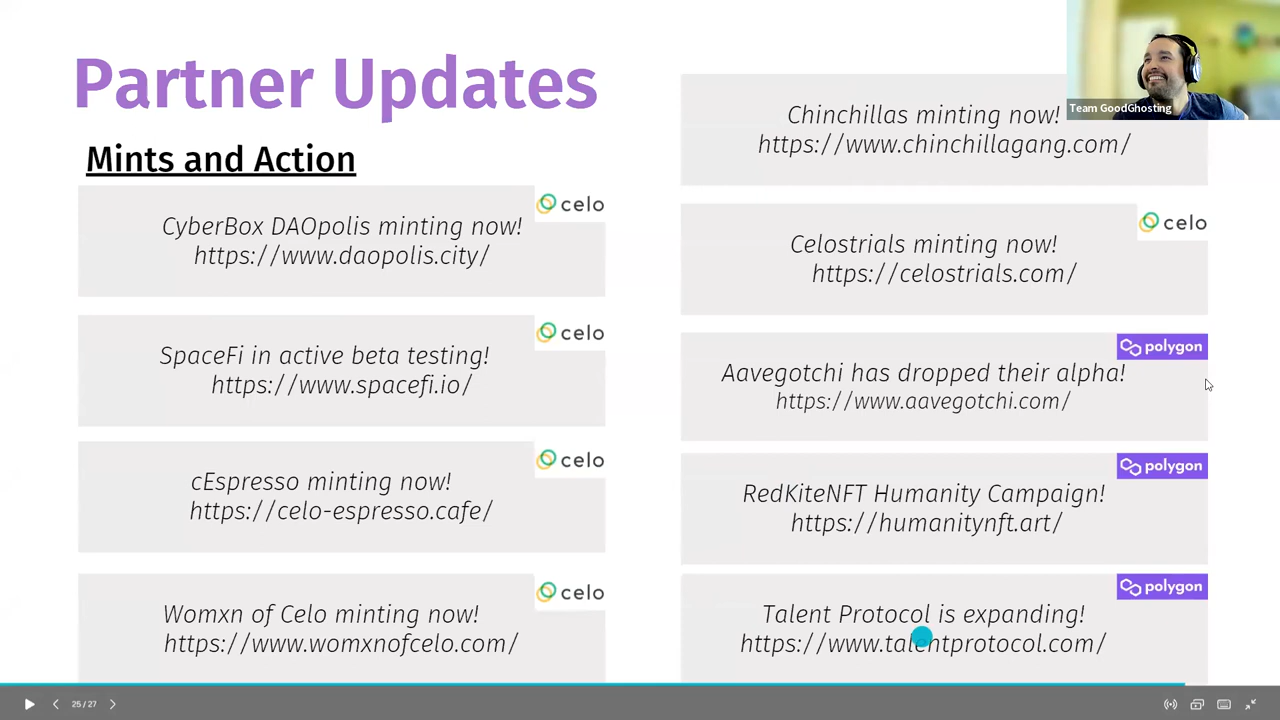 Partner Updates
Mints and Action
celo
CyberBox DAOpolis minting now!
https://www.daopolis.city/
celo
SpaceFi in active beta testing!
https://www.spacefi.io/
celo
cEspresso minting now!
https://celo-espresso.cafe/
celo
Womxn of Celo minting now!
https://www.womxnofcelo.com/
Team GoodGhosting
Chinchillas minting now!
https://www.chinchillagang.com/
celo
Celostrials minting now!
https://celostrials.com/
polygon
Aavegotchi has dropped their alpha!
https://www.aavegotchi.com/
polygon
RedKiteNFT Humanity Campaign!
https://humanitynft.art/
polygon
Talent Protocol is expanding!
https://www.talentprotocol.com/
25 / 27